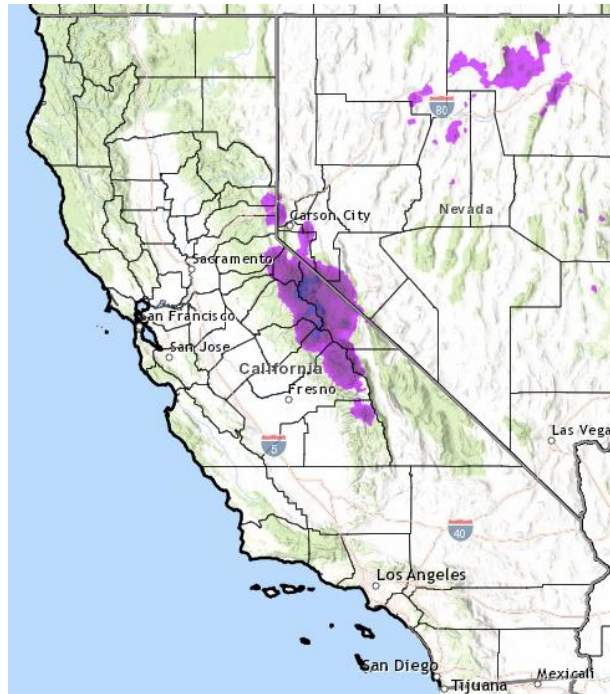 80
Carson City
Nevada
Sacramento
San Francisco
San Jose
California
Fresno
5
Las Vega
40
Los Angeles
San Diego
Tijuana
Mexicali